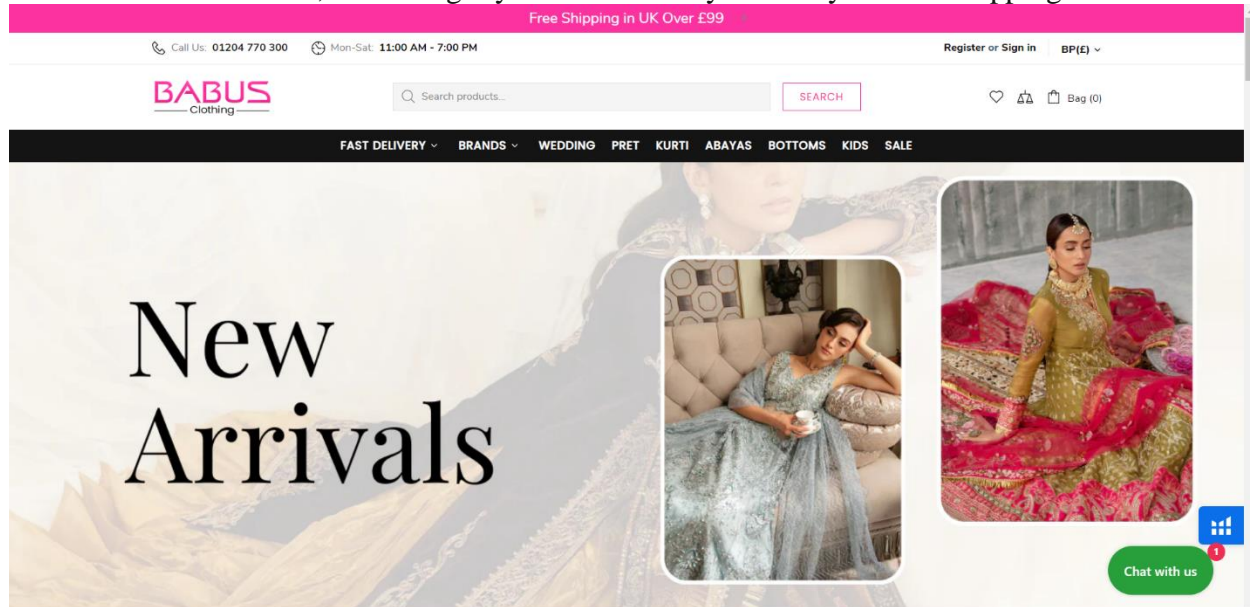 Free Shipping in UK Over £99
Call Us: 01204 770 300 Mon-Sat: 11:00 AM - 7:00 PM Register or Sign in BP(£)
BABUS
Clothing
Search products...
SEARCH
Bag (0)
FAST DELIVERY BRANDS WEDDING PRET KURTI ABAYAS BOTTOMS KIDS SALE
New
Arrivals
1
Chat with us